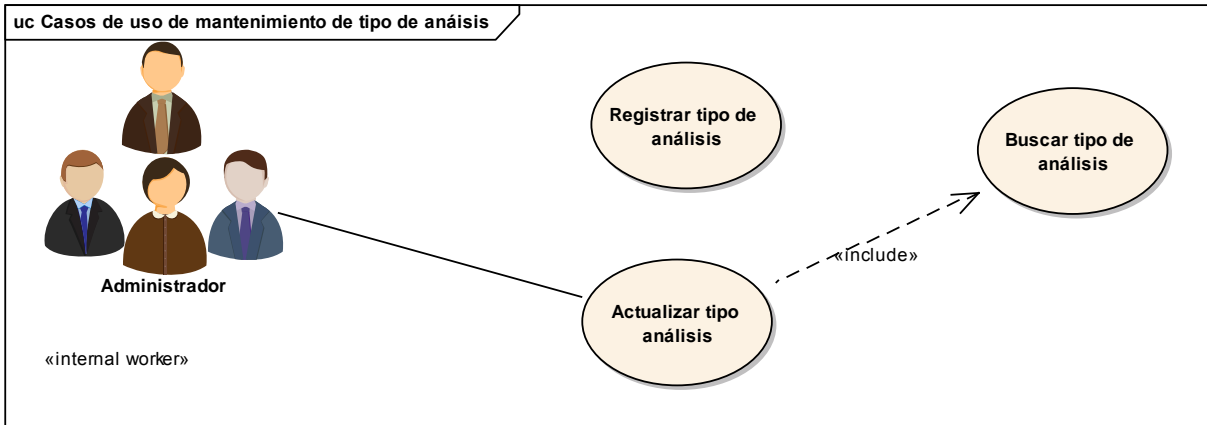 uc Casos de uso de mantenimiento de tipo de anáisis
Administrador
«internal worker»
Registrar tipo de
análisis
Buscar tipo de
análisis
«include»
Actualizar tipo
análisis